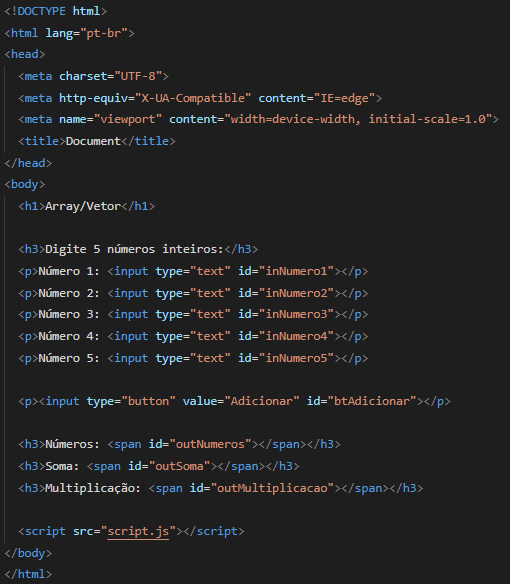 <!DOCTYPE html>
<html lang="pt-br">
<head>
  <meta charset="UTF-8">
  <meta http-equiv="X-UA-Compatible" content="IE=edge">
  <meta name="viewport" content="width=device-width, initial-scale=1.0">
  <title>Document</title>
</head>
<body>
  <h1>Array/Vetor</h1>

  <h3>Digite 5 números inteiros:</h3>
  <p>Número 1: <input type="text" id="inNumero1"></p>
  <p>Número 2: <input type="text" id="inNumero2"></p>
  <p>Número 3: <input type="text" id="inNumero3"></p>
  <p>Número 4: <input type="text" id="inNumero4"></p>
  <p>Número 5: <input type="text" id="inNumero5"></p>

  <p><input type="button" value="Adicionar" id="btAdicionar"></p>

  <h3>Números: <span id="outNumeros"></span></h3>
  <h3>Soma: <span id="outSoma"></span></h3>
  <h3>Multiplicação: <span id="outMultiplicacao"></span></h3>

  <script src="script.js"></script>
</body>
</html>